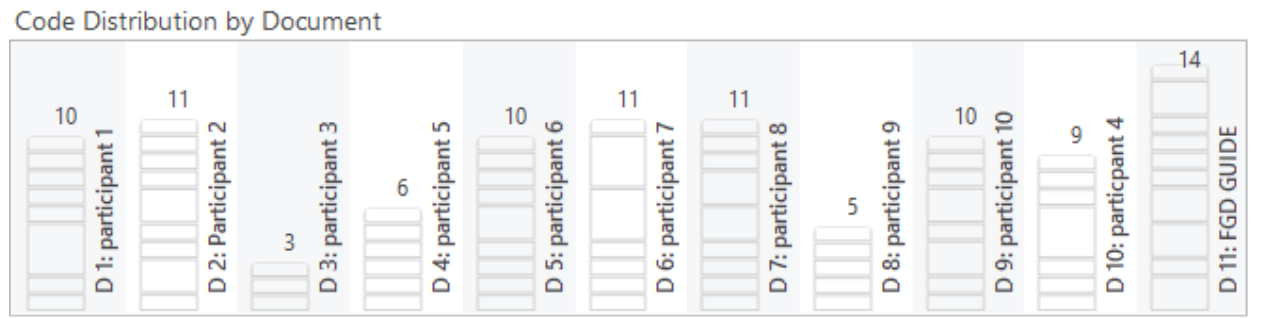 Code Distribution by Document
10
D 1: participant 1
11
D 2: Participant 2
3
D 3: participant 3
6
D 4: participant 5
10
D 5: participant 6
11
D 6: participant 7
11
D 7: participant 8
5
D 8: participant 9
10
D 9: participant 10
9
D 10: particpant 4
14
D 11: FGD GUIDE